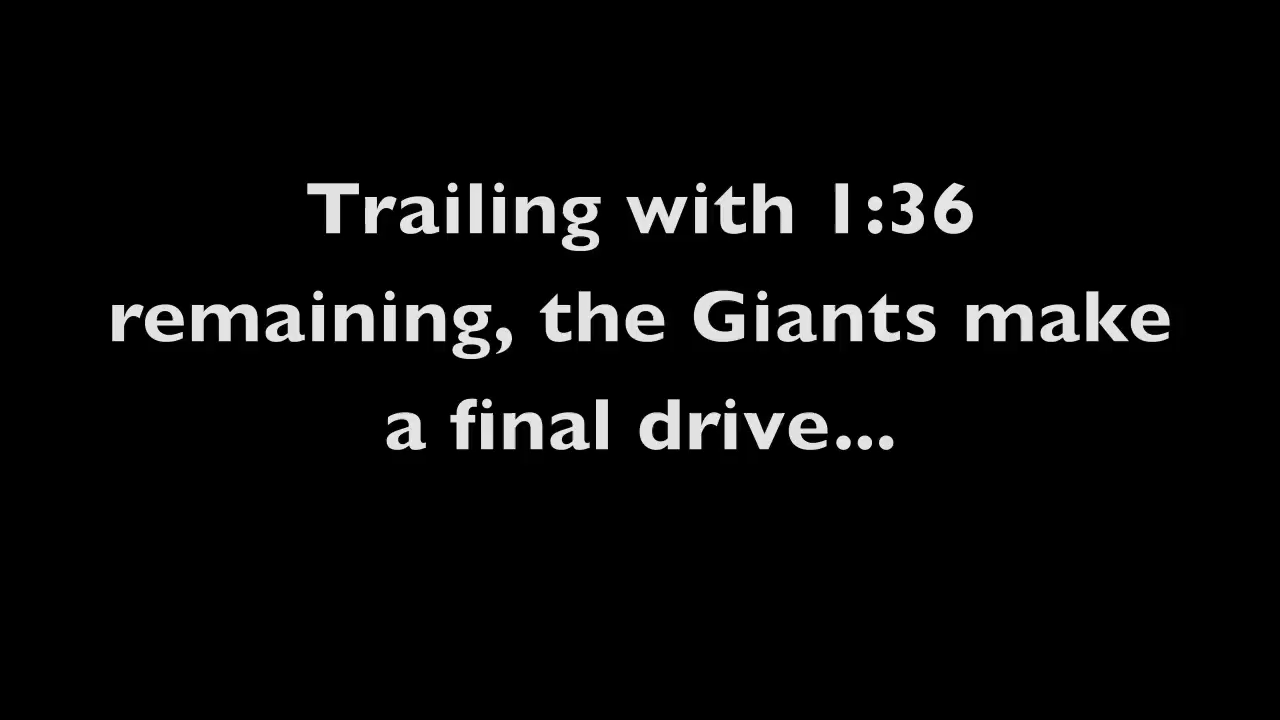 Trailing with 1:36
remaining, the Giants make
a final drive...